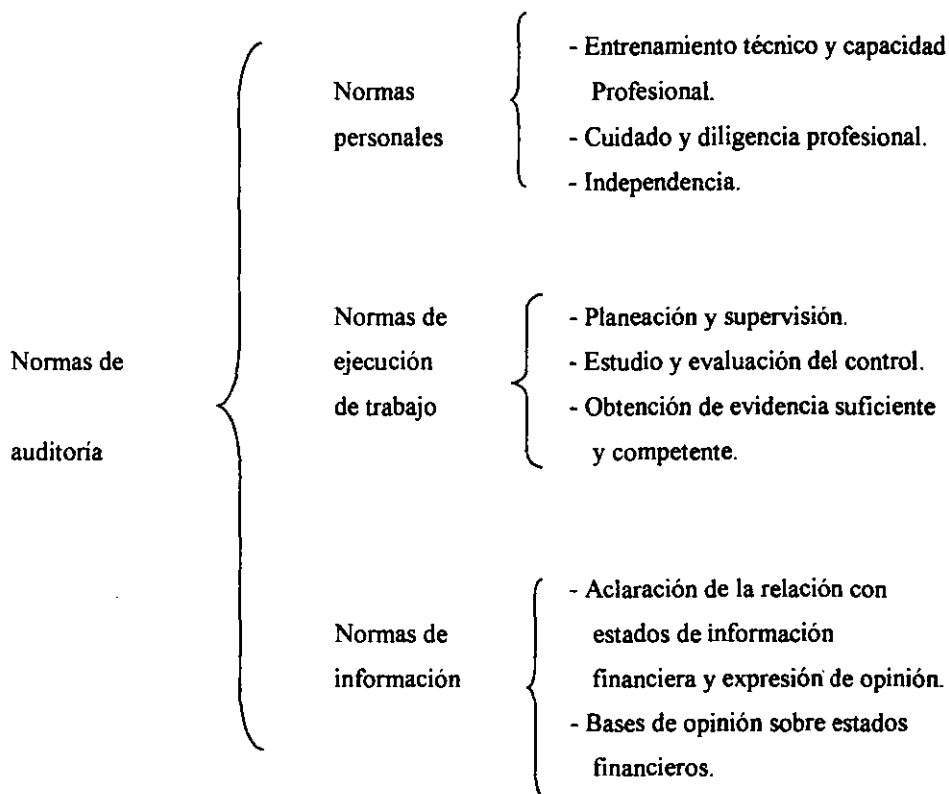 Normas de
auditoría
Normas
personales
- Entrenamiento técnico y capacidad
Profesional.
- Cuidado y diligencia profesional.
- Independencia.
Normas de
ejecución
de trabajo
- Planeación y supervisión.
- Estudio y evaluación del control.
- Obtención de evidencia suficiente
y competente.
Normas de
información
- Aclaración de la relación con
estados de información
financiera y expresión de opinión.
- Bases de opinión sobre estados
financieros.